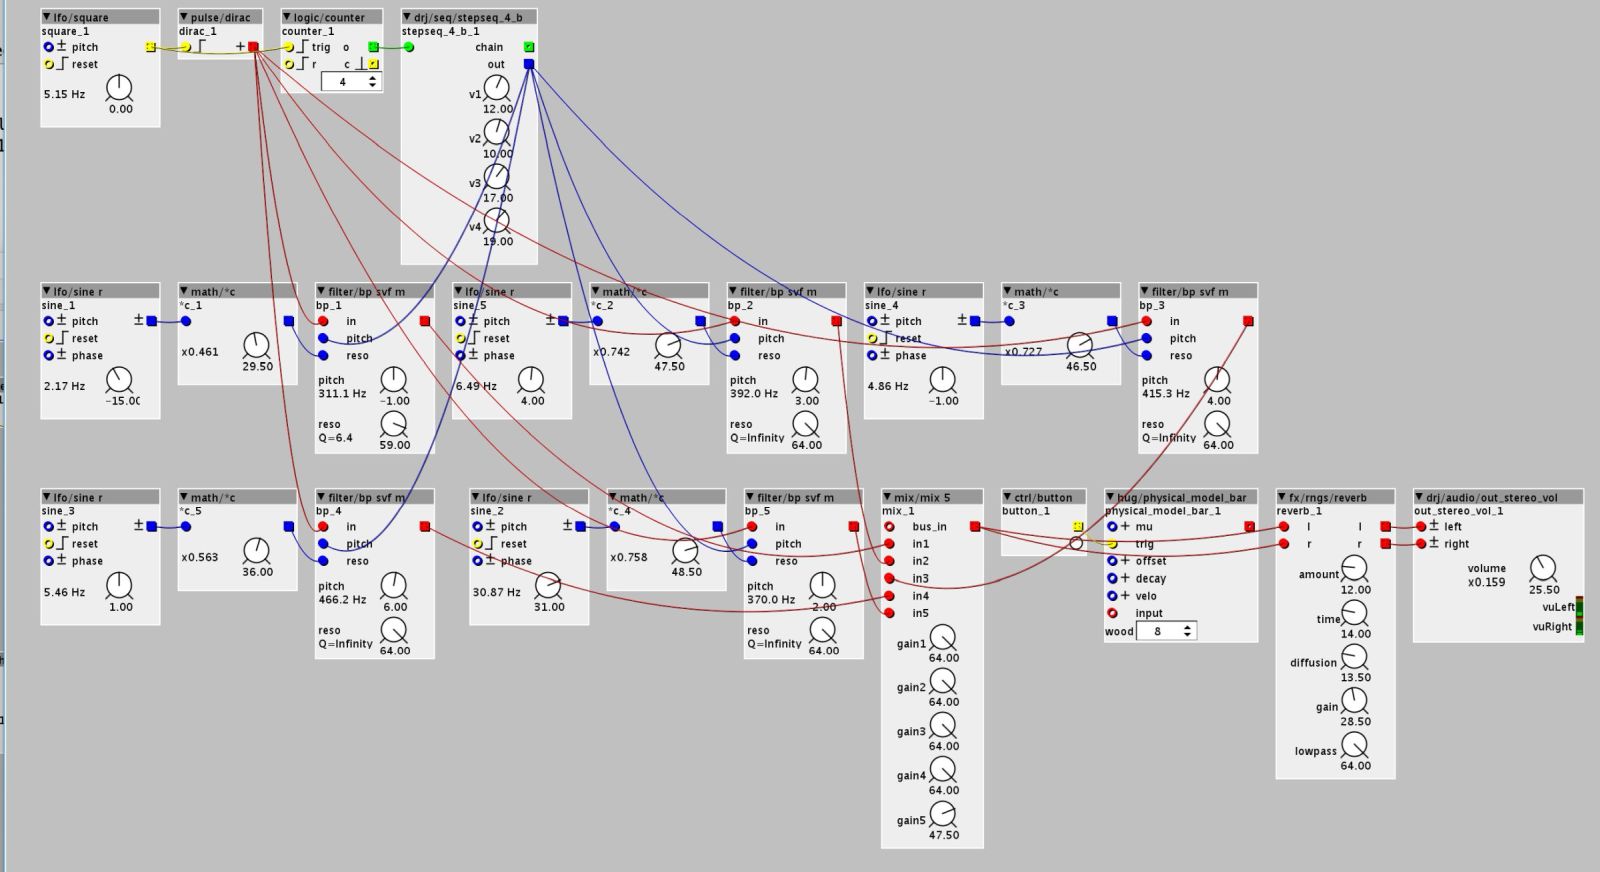 lfo/square
square_1
± pitch
reset
5.15 Hz
0.00
pulse/dirac
dirac_1
+
logic/counter
counter_1
trig o
r c
4
drj/seq/stepseq_4_b
stepseq_4_b_1
chain
out
v1
12.00
v2
10.00
v3
17.00
v4
19.00
lfo/sine r
sine_1
± pitch ±
reset
± phase
2.17 Hz
-15.00
math/*c
*c_1
x0.461
29.50
filter/bp svf m
bp_1
in
pitch
reso
pitch
311.1 Hz
-1.00
reso
Q=6.4
59.00
lfo/sine r
sine_5
± pitch ±
reset
± phase
6.49 Hz
4.00
math/*c
*c_2
x0.742
47.50
filter/bp svf m
bp_2
in
pitch
reso
pitch
392.0 Hz
3.00
reso
Q=Infinity
64.00
lfo/sine r
sine_4
± pitch ±
reset
± phase
4.86 Hz
-1.00
math/*c
*c_3
x0.727
46.50
filter/bp svf m
bp_3
in
pitch
reso
pitch
415.3 Hz
4.00
reso
Q=Infinity
64.00
lfo/sine r
sine_3
± pitch ±
reset
± phase
5.46 Hz
1.00
math/*c
*c_5
x0.563
36.00
filter/bp svf m
bp_4
in
pitch
reso
pitch
466.2 Hz
6.00
reso
Q=Infinity
64.00
lfo/sine r
sine_2
± pitch ±
reset
± phase
30.87 Hz
31.00
math/*c
*c_4
x0.758
48.50
filter/bp svf m
bp_5
in
pitch
reso
pitch
370.0 Hz
2.00
reso
Q=Infinity
64.00
mix/mix 5
mix_1
bus_in
in1
in2
in3
in4
in5
gain1
64.00
gain2
64.00
gain3
64.00
gain4
64.00
gain5
47.50
ctrl/button
button_1
bug/physical_model_bar
physical_model_bar_1
+ mu
trig
+ offset
+ decay
+ velo
input
wood 8
fx/rngs/reverb
reverb_1
l l
r r
amount
12.00
time
14.00
diffusion
13.50
gain
28.50
lowpass
64.00
drj/audio/out_stereo_vol
out_stereo_vol_1
± left
± right
volume
x0.159
25.50
vuLeft
vuRight